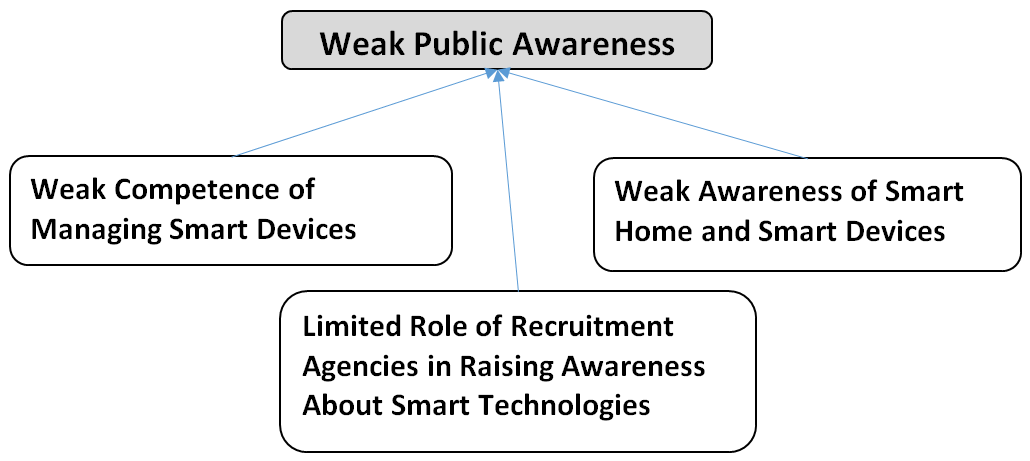 Weak Public Awareness
Weak Competence of
Managing Smart Devices
Weak Awareness of Smart
Home and Smart Devices
Limited Role of Recruitment
Agencies in Raising Awareness
About Smart Technologies